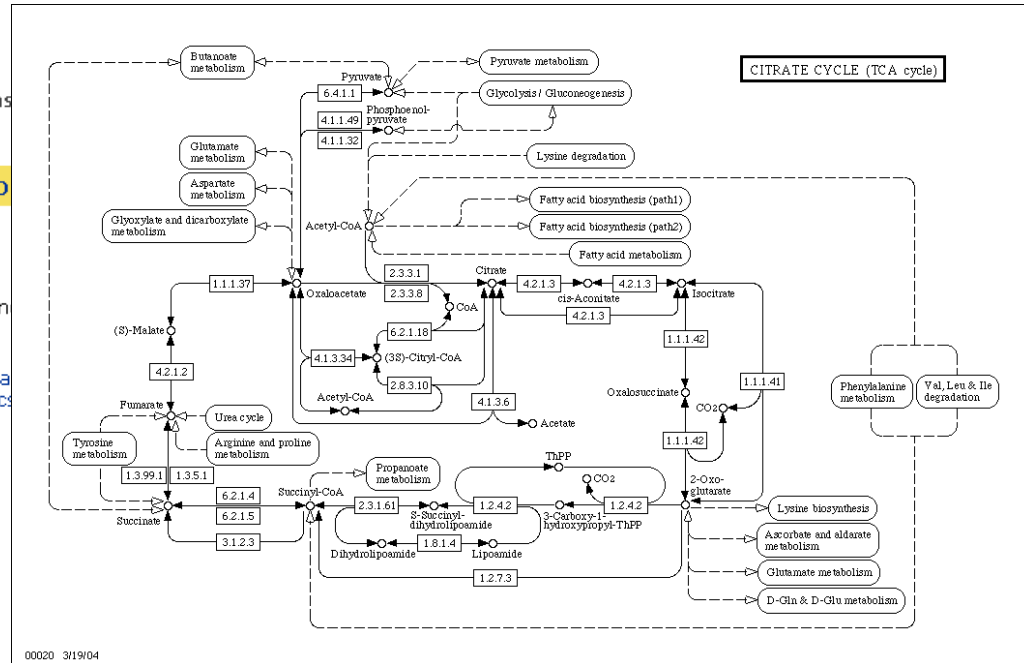 CITRATE CYCLE (TCA cycle)
Butanoate
metabolism
Pyruvate
Pyruvate metabolism
6.4.1.1
Glycolysis / Gluconeogenesis
Phosphoenol-
pyruvate
4.1.1.49
4.1.1.32
Glutamate
metabolism
Lysine degradation
Aspartate
metabolism
Fatty acid biosynthesis (path1)
Glyoxylate and dicarboxylate
metabolism
Acetyl-CoA
Fatty acid biosynthesis (path2)
Fatty acid metabolism
1.1.1.37
Oxaloacetate
2.3.3.1
2.3.3.8
Citrate
4.2.1.3
cis-Aconitate
4.2.1.3
Isocitrate
4.2.1.3
CoA
(S)-Malate
6.2.1.18
1.1.1.42
4.1.3.34
(3S)-Citryl-CoA
4.2.1.2
2.8.3.10
Acetyl-CoA
4.1.3.6
Oxalosuccinate
1.1.1.41
CO2
Phenylalanine
metabolism
Val, Leu & Ile
degradation
Fumarate
Urea cycle
Acetate
Tyrosine
metabolism
Arginine and proline
metabolism
1.1.1.42
1.3.99.1
1.3.5.1
Propanoate
metabolism
ThPP
CO2
2-Oxo-
glutarate
Succinyl-CoA
6.2.1.4
6.2.1.5
Succinate
2.3.1.61
S-Succinyl-
dihydrolipoamide
1.2.4.2
3-Carboxy-1-
hydroxypropyl-ThPP
1.2.4.2
Lysine biosynthesis
3.1.2.3
Dihydrolipoamide
1.8.1.4
Lipoamide
Ascorbate and aldarate
metabolism
1.2.7.3
Glutamate metabolism
D-Gln & D-Glu metabolism
00020 3/19/04